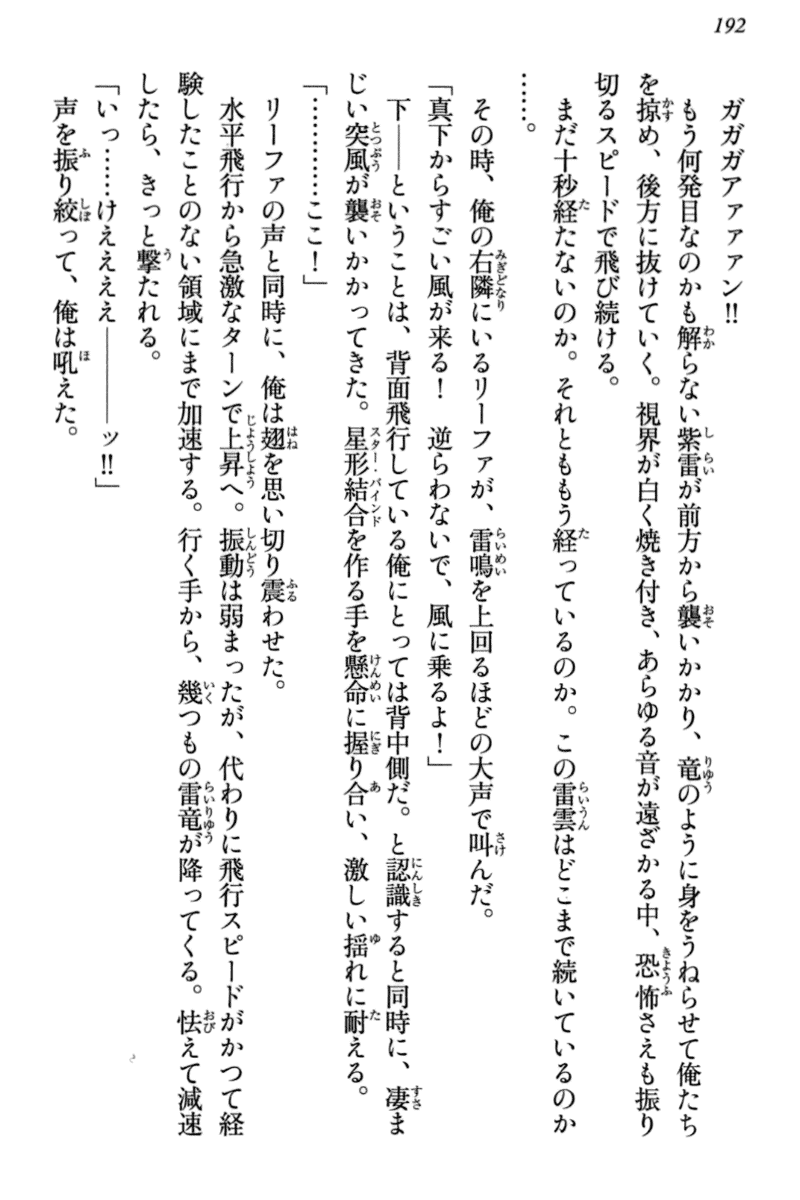 192
ガガガアァァァン!!
もう何発目なのかも解らない紫雷が前方から襲いかかり、竜のように身をうねらせて俺たち
を掠め、後方に抜けていく。視界が白く焼き付き、あらゆる音が遠ざかる中、恐怖さえも振り
切るスピードで飛び続ける。
まだ十秒経たないのか。それとももう経っているのか。この雷雲はどこまで続いているのか
……。
その時、俺の右隣にいるリーファが、雷鳴を上回るほどの大声で叫んだ。
「真下からすごい風が来る！　逆らわないで、風に乗るよ！」
下――ということは、背面飛行している俺にとっては背中側だ。と認識すると同時に、凄ま
じい突風が襲いかかってきた。星形結合を作る手を懸命に握り合い、激しい揺れに耐える。
「…………ここ！」
リーファの声と同時に、俺は翅を思い切り震わせた。
水平飛行から急激なターンで上昇へ。振動は弱まったが、代わりに飛行スピードがかつて経
験したことのない領域にまで加速する。行く手から、幾つもの雷竜が降ってくる。怯えて減速
したら、きっと撃たれる。
「いっ……けえええ――――ッ!!」
声を振り絞って、俺は吼えた。